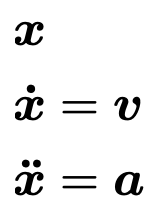 x
ẋ = v
ẍ = a